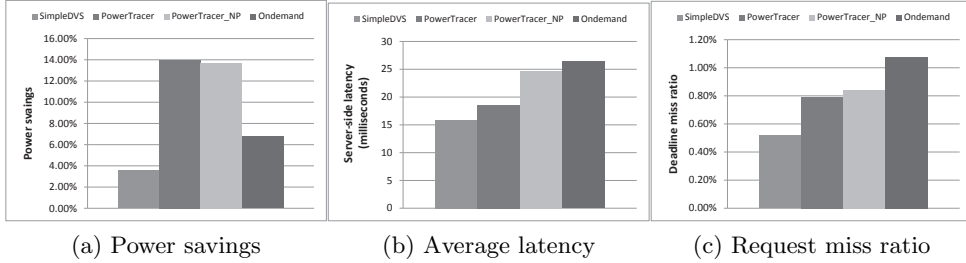 SimpleDVS PowerTracer PowerTracer_NP Ondemand
16.00%
14.00%
12.00%
10.00%
8.00%
6.00%
4.00%
2.00%
0.00%
Power svaings
(a) Power savings
SimpleDVS PowerTracer PowerTracer_NP Ondemand
30
25
20
15
10
5
0
Server-side latency
(milliseconds)
(b) Average latency
SimpleDVS PowerTracer PowerTracer_NP Ondemand
1.20%
1.00%
0.80%
0.60%
0.40%
0.20%
0.00%
Deadline miss ratio
(c) Request miss ratio